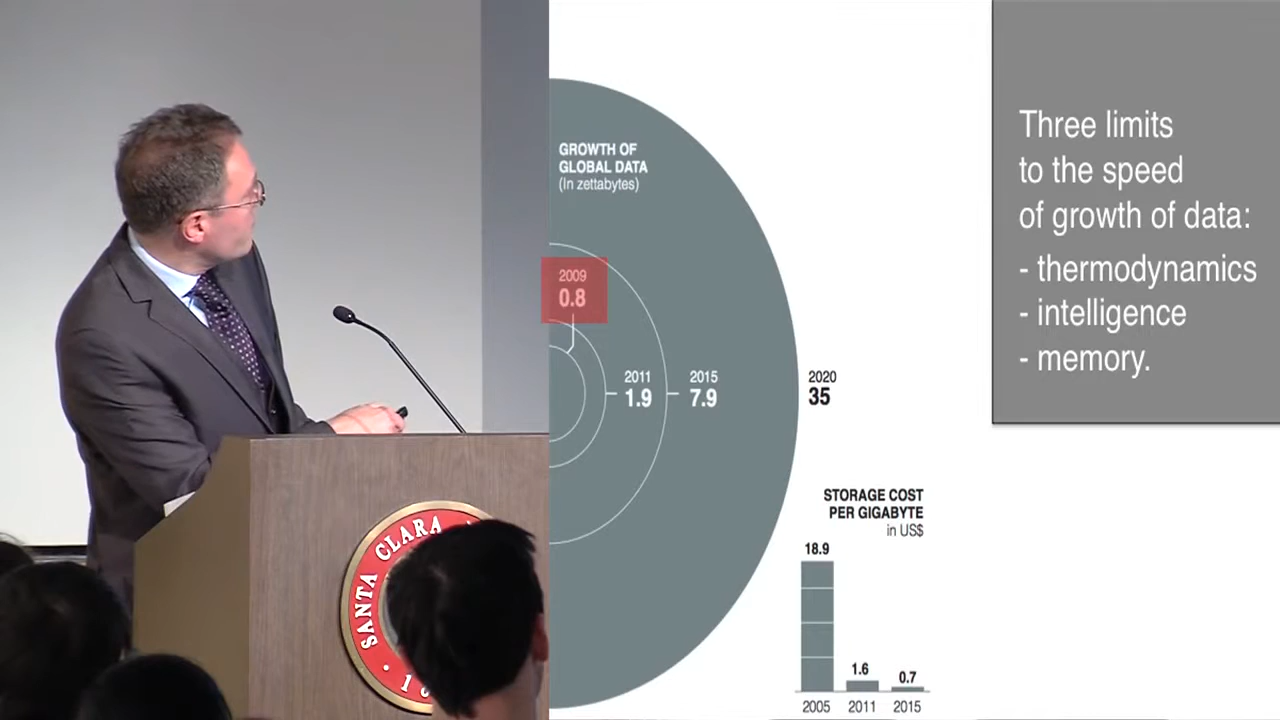 GROWTH OF
GLOBAL DATA
(In zettabytes)
2009
0.8
2011
1.9
2015
7.9
2020
35
Three limits
to the speed
of growth of data:
- thermodynamics
- intelligence
- memory.
STORAGE COST
PER GIGABYTE
in US$
18.9
1.6
0.7
2005
2011
2015
SANTA CLARA